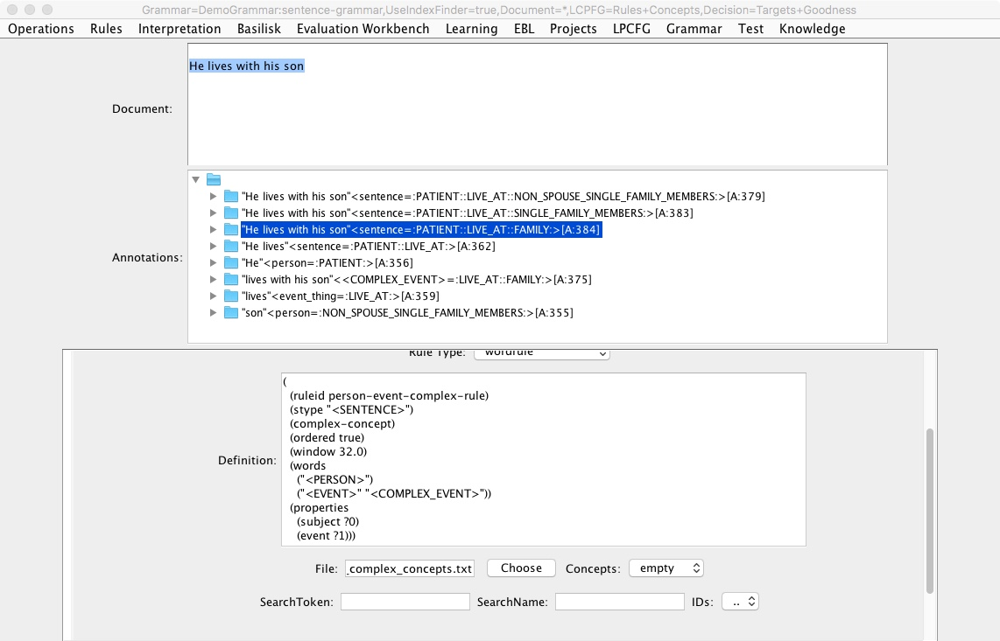 Grammar=DemoGrammar:sentence-grammar,UseIndexFinder=true,Document=*,LCPFG=Rules+Concepts,Decision=Targets+Goodness
Operations Rules Interpretation Basilisk Evaluation Workbench Learning EBL Projects LPCFG Grammar Test Knowledge
He lives with his son
Document:
"He lives with his son"<sentence=:PATIENT::LIVE_AT::NON_SPOUSE_SINGLE_FAMILY_MEMBERS:>[A:379]
"He lives with his son"<sentence=:PATIENT::LIVE_AT::SINGLE_FAMILY_MEMBERS:>[A:383]
"He lives with his son"<sentence=:PATIENT::LIVE_AT::FAMILY:>[A:384]
"He lives"<sentence=:PATIENT::LIVE_AT:>[A:362]
Annotations:
"He"<person=:PATIENT:>[A:356]
"lives with his son"<<COMPLEX_EVENT>=:LIVE_AT::FAMILY:>[A:375]
"lives"<event_thing=:LIVE_AT:>[A:359]
"son"<person=:NON_SPOUSE_SINGLE_FAMILY_MEMBERS:>[A:355]
Rule Type: wordrule
(
(ruleid person-event-complex-rule)
(stype "<SENTENCE>")
(complex-concept)
(ordered true)
(window 32.0)
Definition:
(words
("<PERSON>")
("<EVENT>" "<COMPLEX_EVENT>"))
(properties
(subject ?0)
(event ?1)))
File: _complex_concepts.txt Choose Concepts: empty
SearchToken: SearchName: IDs: ..